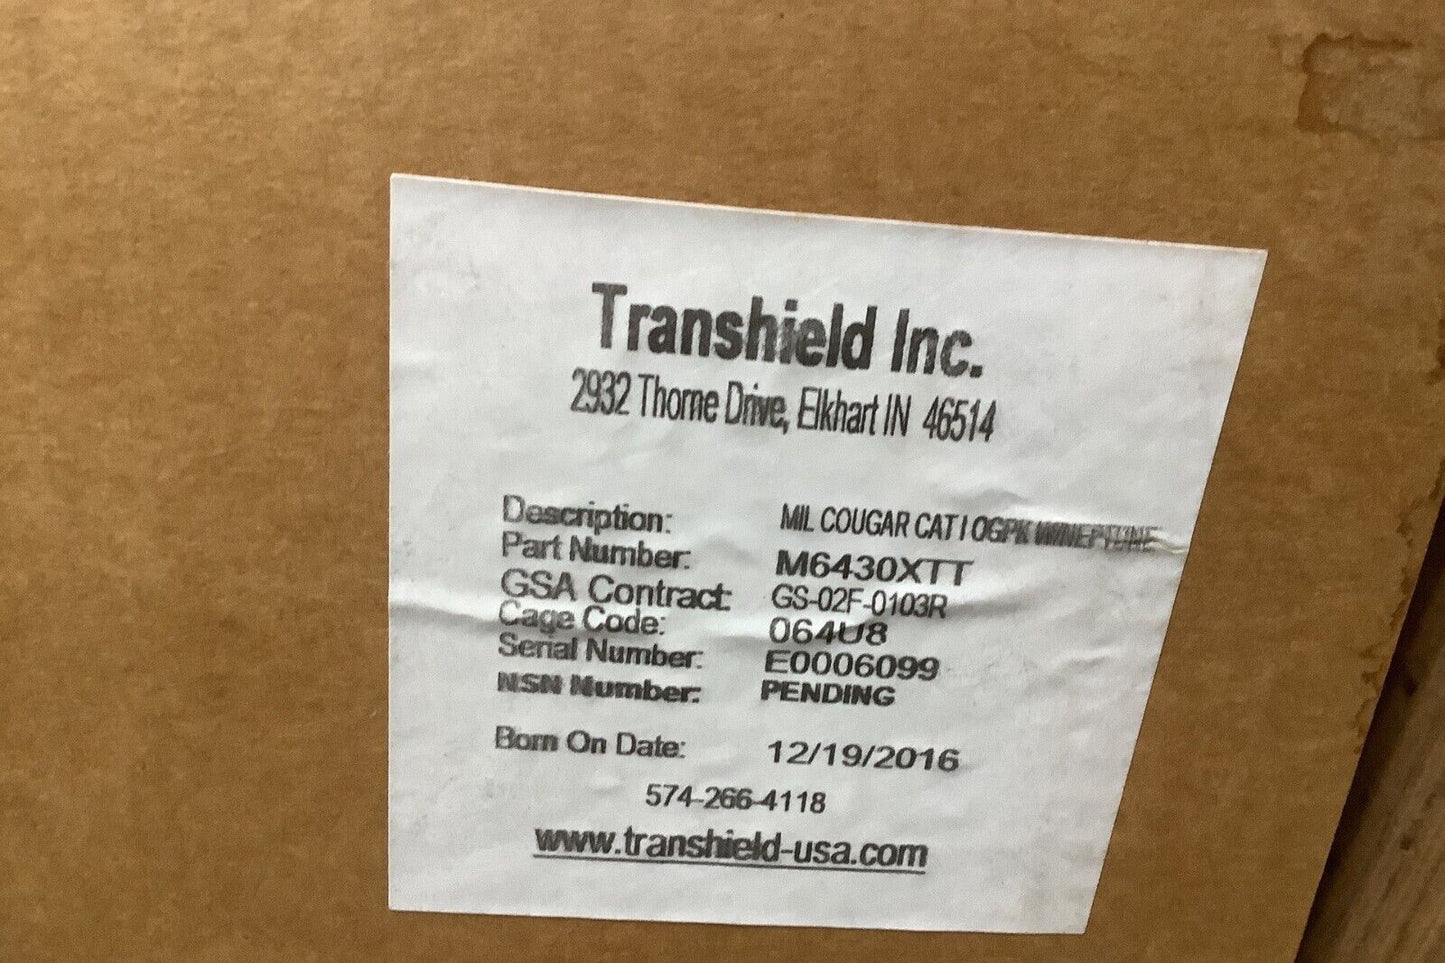 Transhield Inc.
2932 Thorne Drive, Elkhart IN 46514
Description: MIL COUGAR CAT I OGPK W/NEPTUNE
Part Number: M6430XTT
GSA Contract: GS-02F-0103R
Cage Code: 064U8
Serial Number: E0006099
NSN Number: PENDING
Born On Date: 12/19/2016
574-266-4118
www.transhield-usa.com